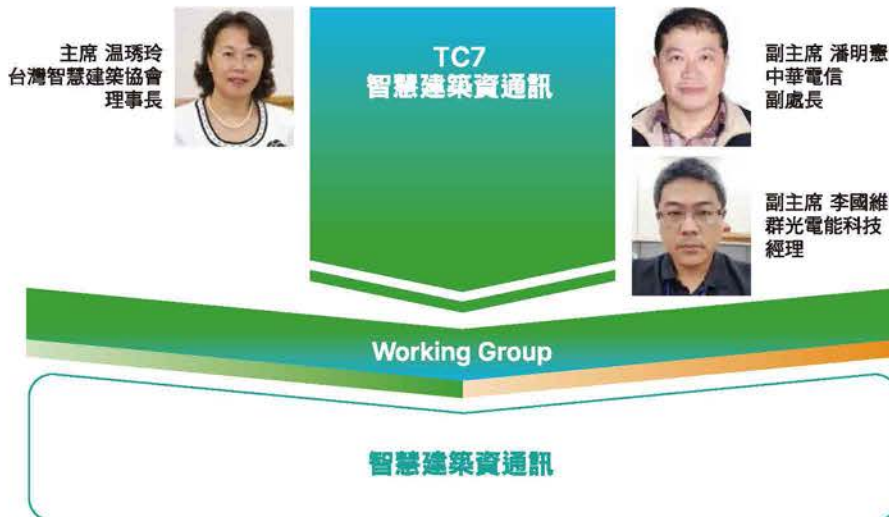 主席 温琇玲
台灣智慧建築協會
理事長
TC7
智慧建築資通訊
副主席 潘明憲
中華電信
副處長
副主席 李國維
群光電能科技
經理
Working Group
智慧建築資通訊